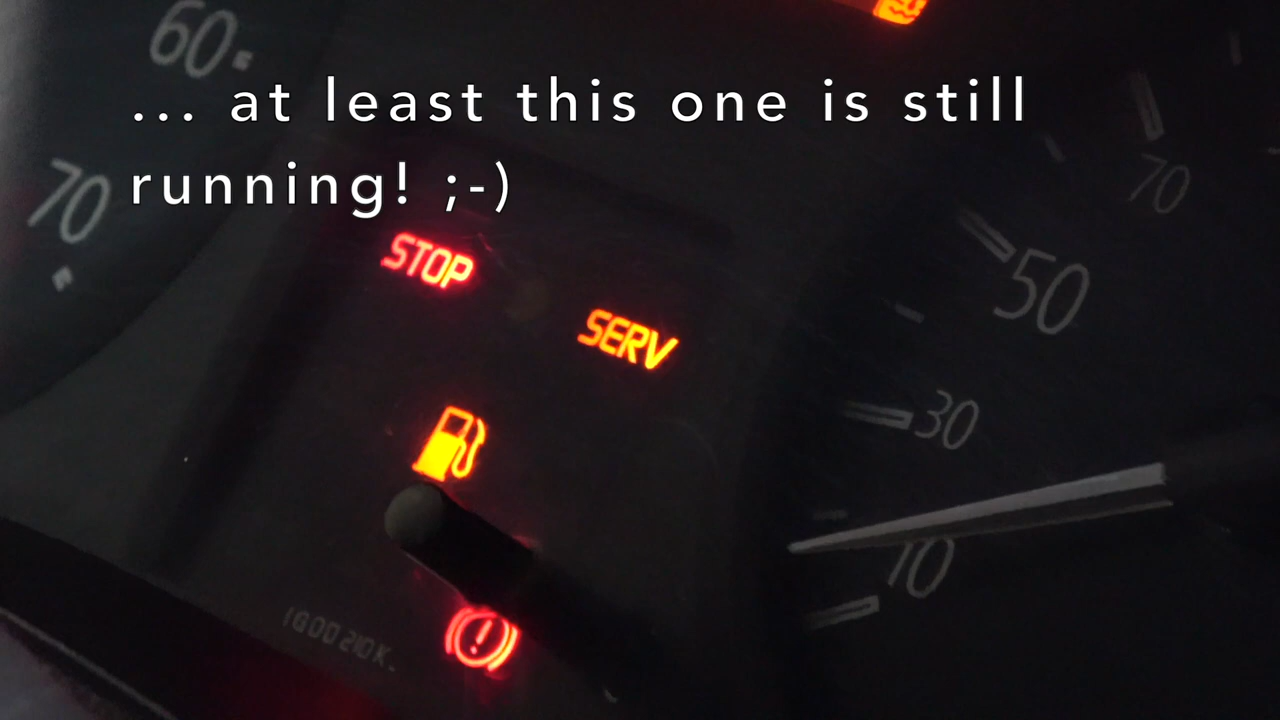 60
... at least this one is still
running! ;-)
70
70
STOP
50
SERV
30
10